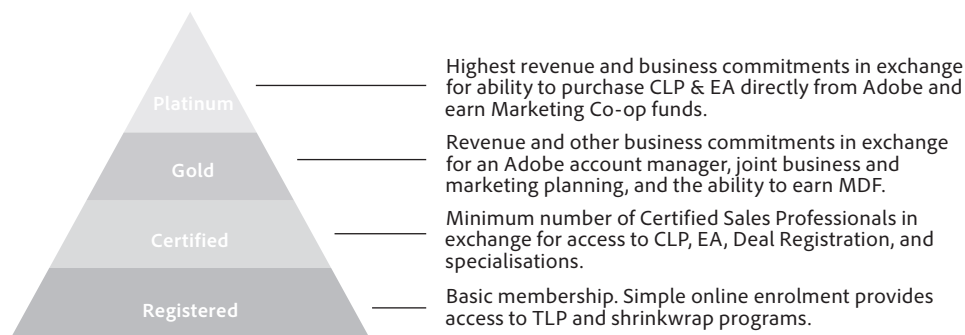 Platinum
Highest revenue and business commitments in exchange
for ability to purchase CLP & EA directly from Adobe and
earn Marketing Co-op funds.
Gold
Revenue and other business commitments in exchange
for an Adobe account manager, joint business and
marketing planning, and the ability to earn MDF.
Certified
Minimum number of Certified Sales Professionals in
exchange for access to CLP, EA, Deal Registration, and
specialisations.
Registered
Basic membership. Simple online enrolment provides
access to TLP and shrinkwrap programs.